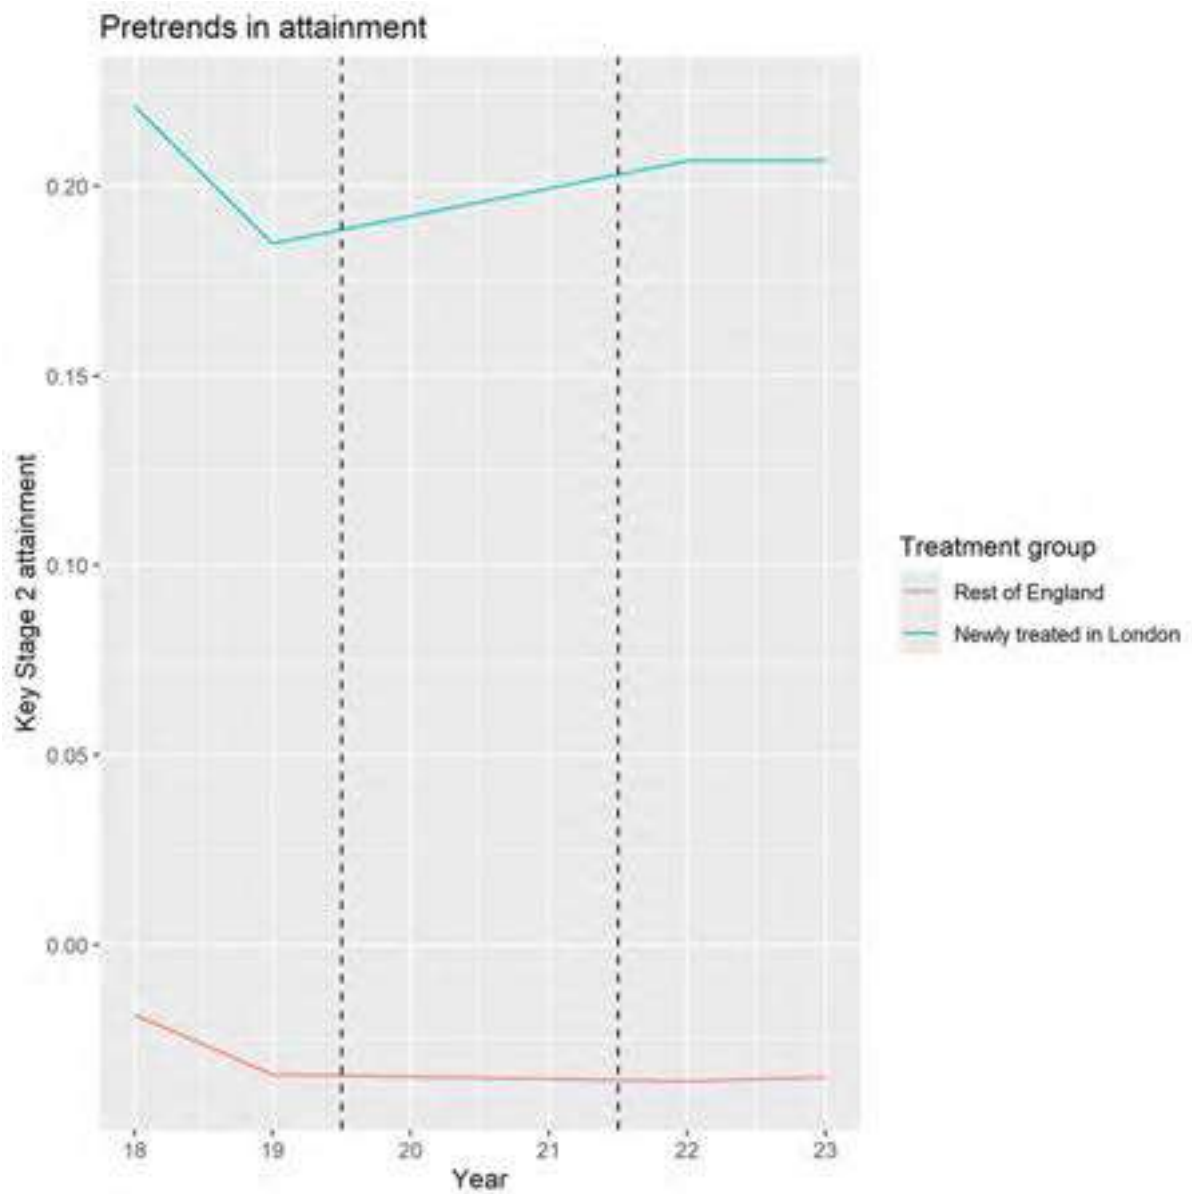 Pretrends in attainment
Key Stage 2 attainment
0.20
0.15
0.10
0.05
0.00
18 19 20 21 22 23
Year
Treatment group
Rest of England
Newly treated in London